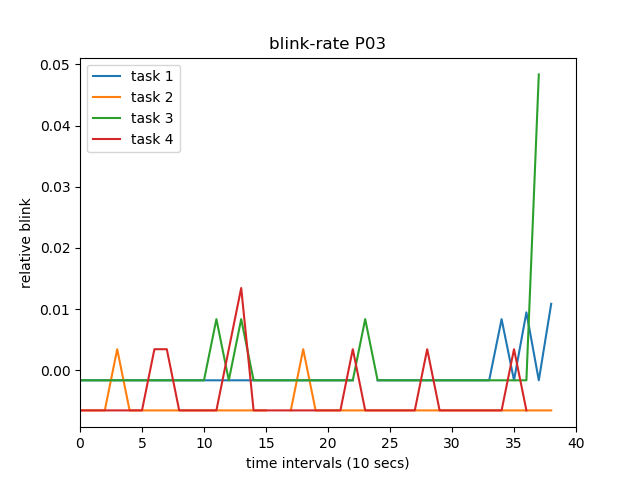 blink-rate P03
0.05
0.04
0.03
0.02
0.01
0.00
relative blink
task 1
task 2
task 3
task 4
0 5 10 15 20 25 30 35 40
time intervals (10 secs)